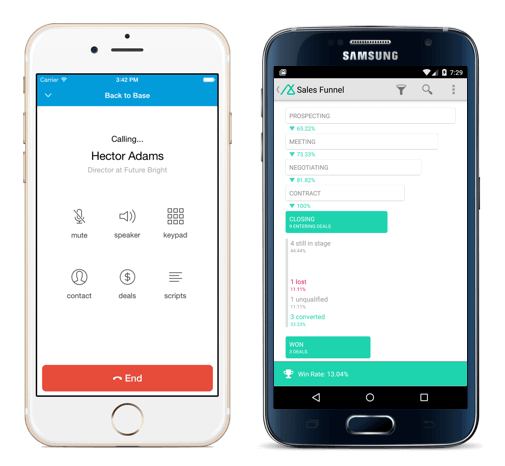 Carrier 3:42 PM
Back to Base
Calling...
Hector Adams
Director at Future Bright
mute speaker keypad
contact deals scripts
End
SAMSUNG
7:29
Sales Funnel
PROSPECTING
65.22%
MEETING
73.33%
NEGOTIATING
81.82%
CONTRACT
100%
CLOSING
9 ENTERING DEALS
4 still in stage
44.44%
1 lost
11.11%
1 unqualified
11.11%
3 converted
33.33%
WON
3 DEALS
Win Rate: 13.04%